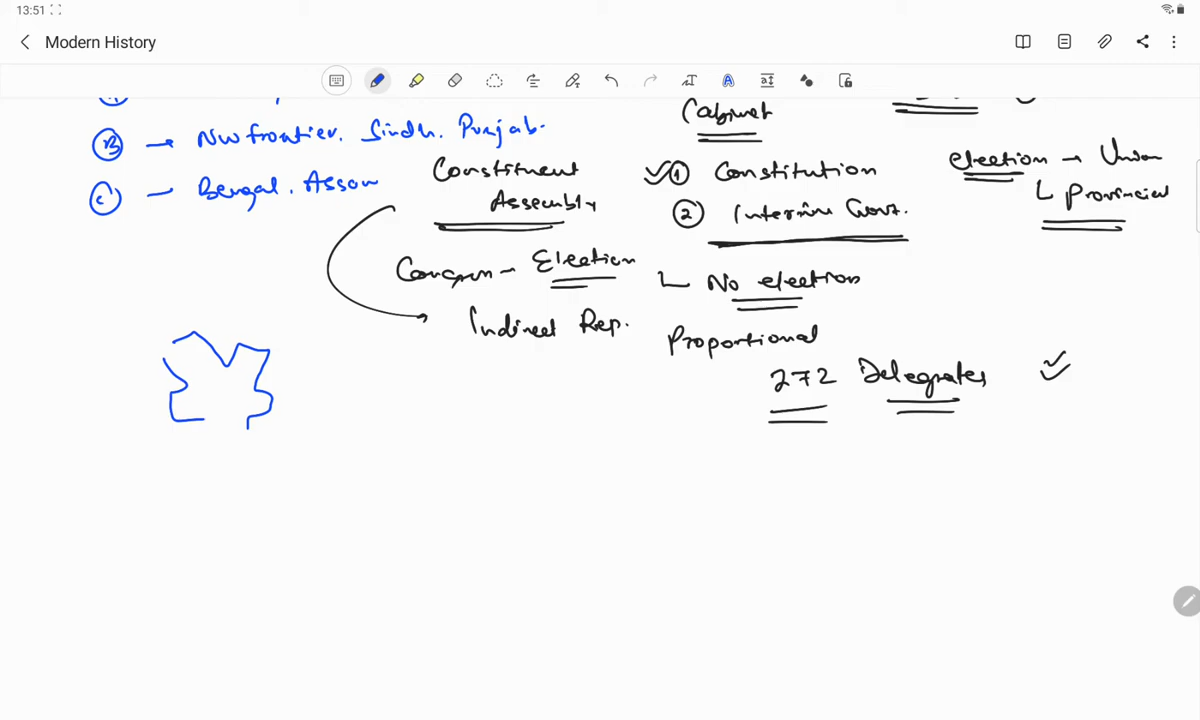 13:51
Modern History
Cabinet
(B) → NW frontier. Sindh. Punjab.
(C) — Bengal. Assam
Constituent
Assembly
(1) Constitution
(2) Interim Govt.
election → Union
Provincial
Congress - Election
No election
Indirect Rep.
Proportional
272 Delegates